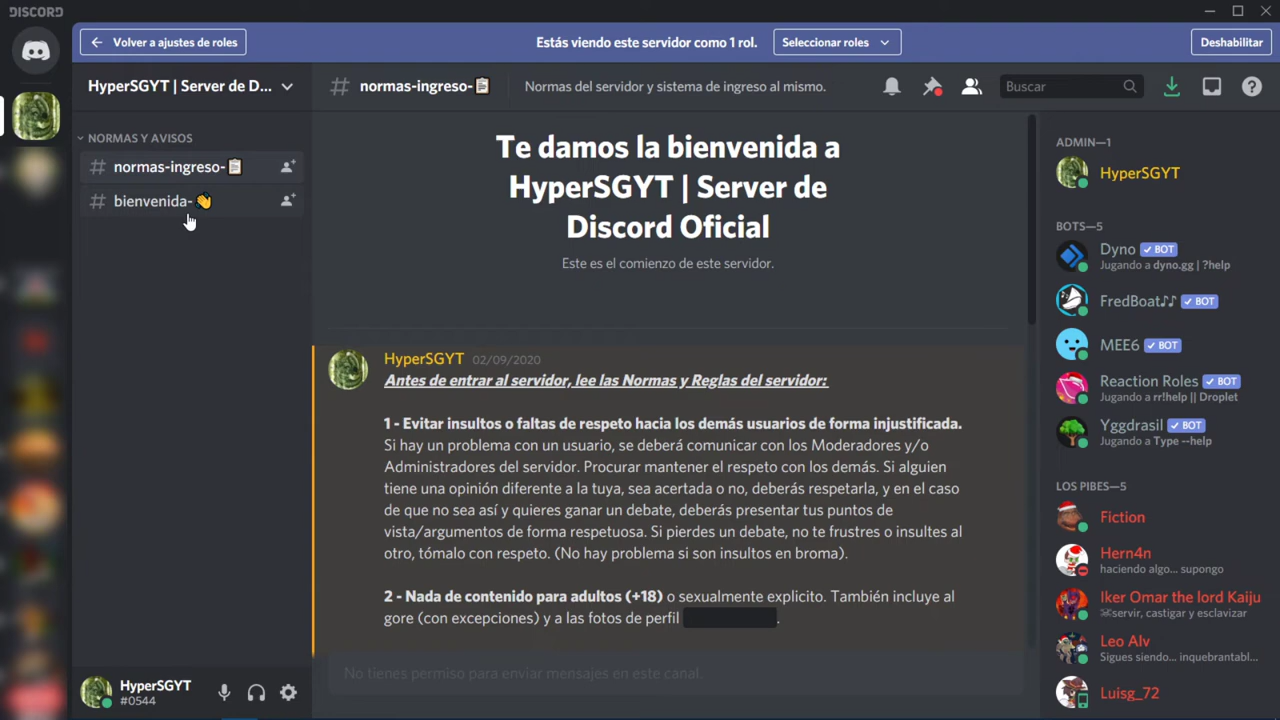 DISCORD
Volver a ajustes de roles
Estás viendo este servidor como 1 rol.
Seleccionar roles
Deshabilitar
HyperSGYT | Server de D...
normas-ingreso-📋
Normas del servidor y sistema de ingreso al mismo.
Buscar
NORMAS Y AVISOS
normas-ingreso-📋
bienvenida-👋
Te damos la bienvenida a
HyperSGYT | Server de
Discord Oficial
Este es el comienzo de este servidor.
HyperSGYT 02/09/2020
Antes de entrar al servidor, lee las Normas y Reglas del servidor:
1 - Evitar insultos o faltas de respeto hacia los demás usuarios de forma injustificada.
Si hay un problema con un usuario, se deberá comunicar con los Moderadores y/o
Administradores del servidor. Procurar mantener el respeto con los demás. Si alguien
tiene una opinión diferente a la tuya, sea acertada o no, deberás respetarla, y en el caso
de que no sea así y quieres ganar un debate, deberás presentar tus puntos de
vista/argumentos de forma respetuosa. Si pierdes un debate, no te frustres o insultes al
otro, tómalo con respeto. (No hay problema si son insultos en broma).
2 - Nada de contenido para adultos (+18) o sexualmente explicito. También incluye al
gore (con excepciones) y a las fotos de perfil .
No tienes permiso para enviar mensajes en este canal
ADMIN—1
HyperSGYT
BOTS—5
Dyno ✓ BOT
Jugando a dyno.gg | ?help
FredBoat♪♪ ✓ BOT
MEE6 ✓ BOT
Reaction Roles ✓ BOT
Jugando a rr!help || Droplet
Yggdrasil ✓ BOT
Jugando a Type --help
LOS PIBES—5
Fiction
Hern4n
haciendo algo... supongo
Iker Omar the lord Kaiju
servir, castigar y esclavizar
Leo Alv
Sigues siendo... inquebrantabl...
Luisg_72
HyperSGYT
#0544